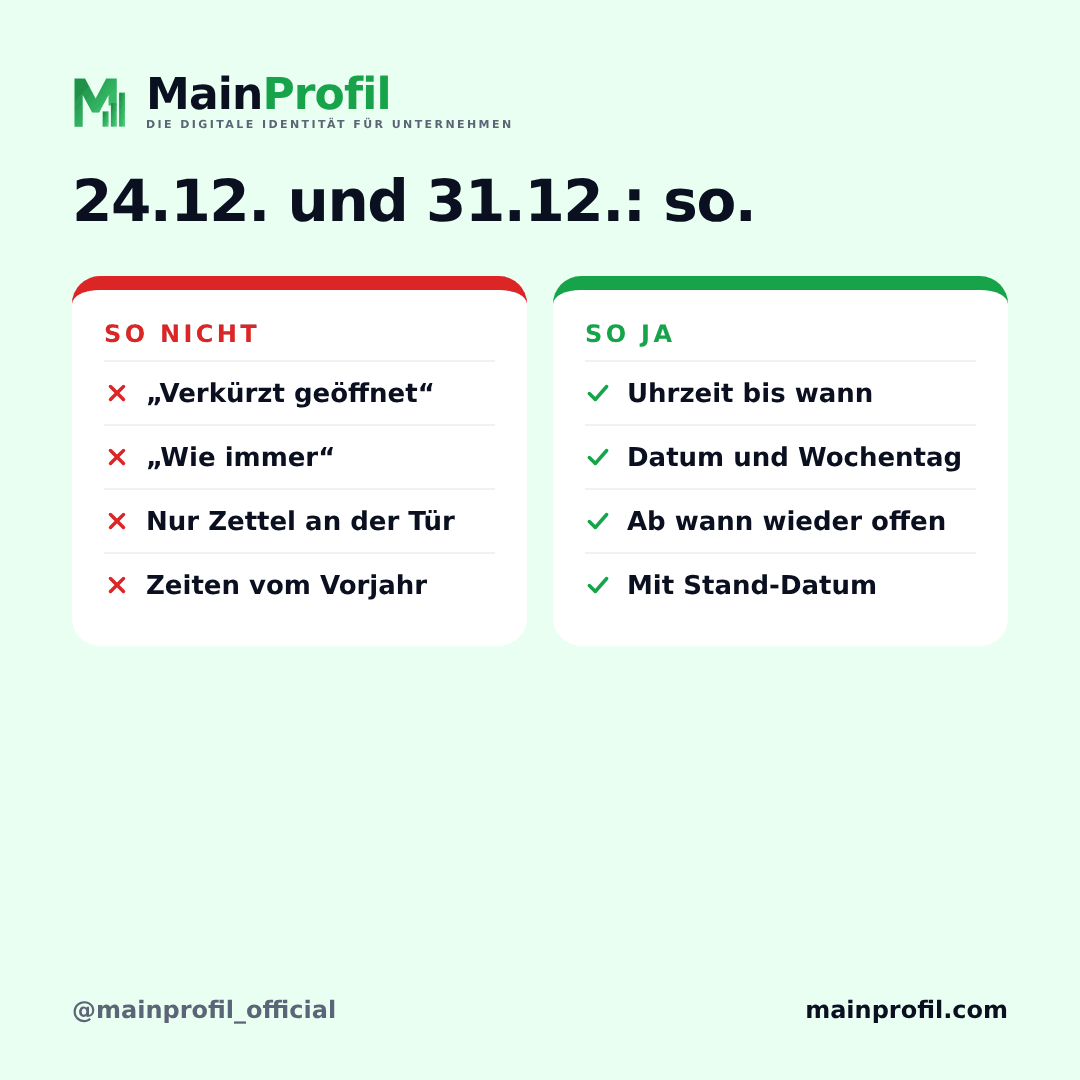 MainProfil
DIE DIGITALE IDENTITÄT FÜR UNTERNEHMEN
24.12. und 31.12.: so.
SO NICHT
„Verkürzt geöffnet“
„Wie immer“
Nur Zettel an der Tür
Zeiten vom Vorjahr
SO JA
Uhrzeit bis wann
Datum und Wochentag
Ab wann wieder offen
Mit Stand-Datum
@mainprofil_official
mainprofil.com